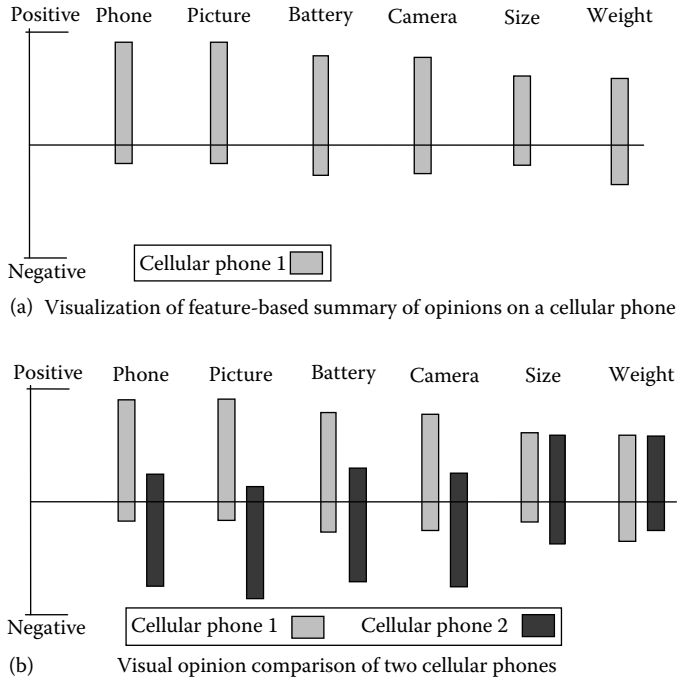 Positive Phone Picture Battery Camera Size Weight
Negative
Cellular phone 1
(a) Visualization of feature-based summary of opinions on a cellular phone
Positive Phone Picture Battery Camera Size Weight
Negative
Cellular phone 1 Cellular phone 2
(b) Visual opinion comparison of two cellular phones